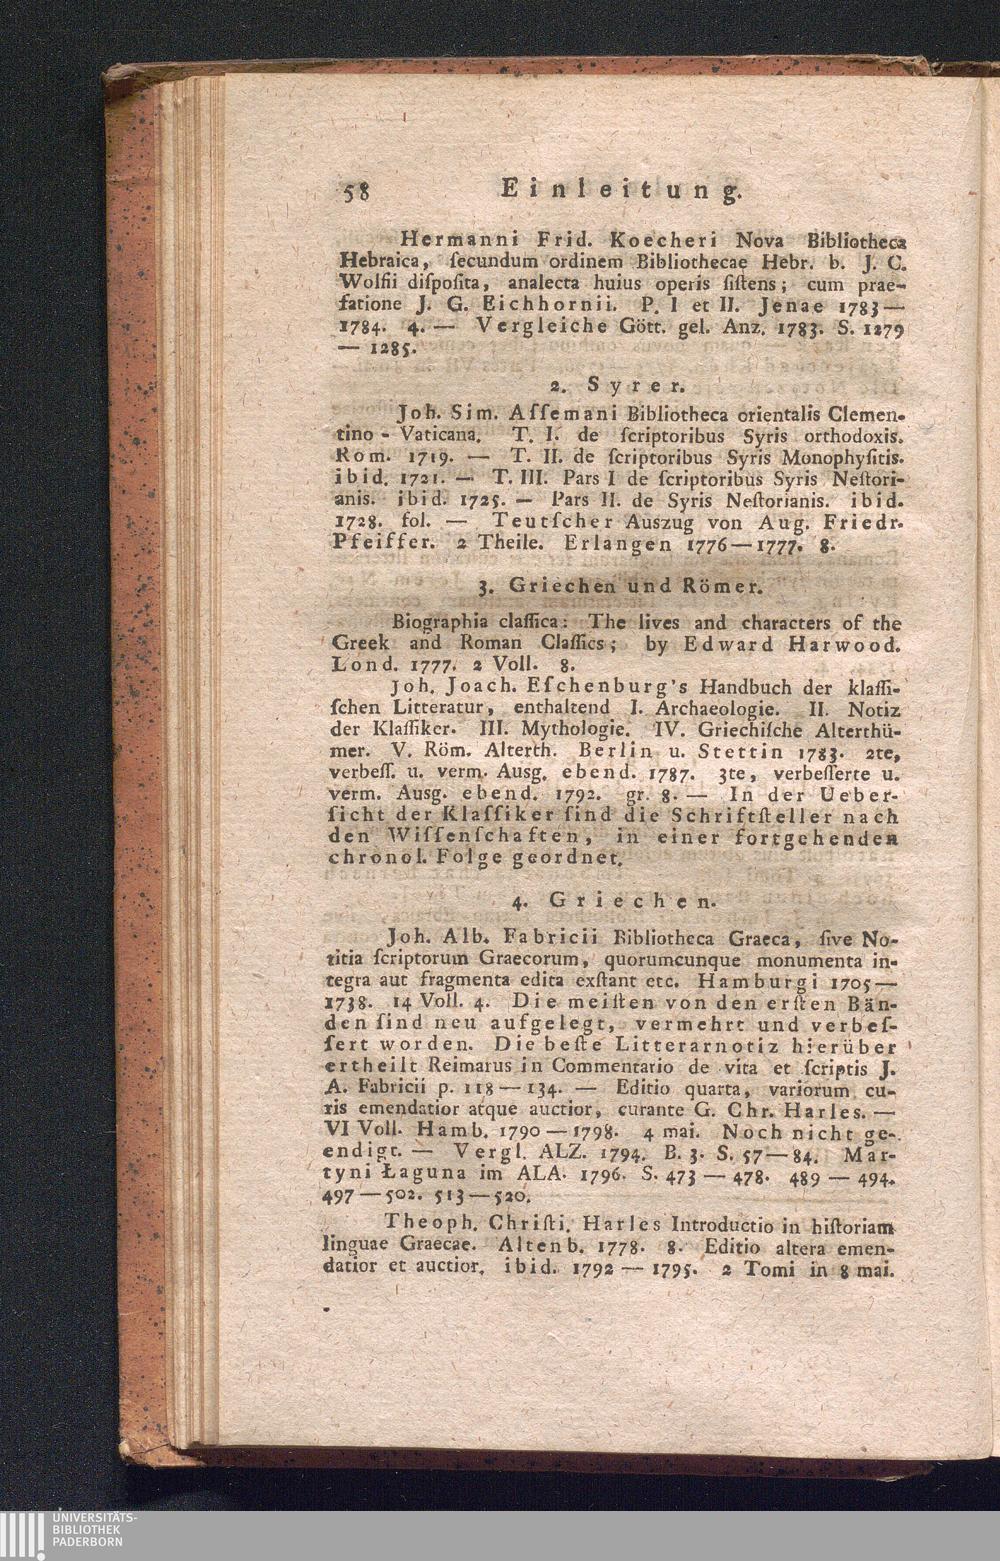 58 Einleitung.
Hermanni Frid. Koecheri Nova Bibliotheca
Hebraica, ſecundum ordinem Bibliothecae Hebr. b. J. C.
Wolfii diſpoſita, analecta huius operis ſiſtens; cum prae-
fatione J. G. Eichhornii. P. I et II. Jenae 1783—
1784. 4. — Vergleiche Gött. gel. Anz. 1783. S. 1279
— 1285.
2. Syrer.
Joh. Sim. Aſſemani Bibliotheca orientalis Clemen-
tino - Vaticana. T. I. de ſcriptoribus Syris orthodoxis.
Rom. 1719. — T. II. de ſcriptoribus Syris Monophyſitis.
ibid. 1721. — T. III. Pars I de ſcriptoribus Syris Neſtori-
anis. ibid. 1725. — Pars II. de Syris Neſtorianis. ibid.
1728. fol. — Teutſcher Auszug von Aug. Friedr.
Pfeiffer. 2 Theile. Erlangen 1776—1777. 8.
3. Griechen und Römer.
Biographia claſſica: The lives and characters of the
Greek and Roman Claſſics; by Edward Harwood.
Lond. 1777. 2 Voll. 8.
Joh. Joach. Eſchenburg's Handbuch der klaſſi-
ſchen Litteratur, enthaltend I. Archaeologie. II. Notiz
der Klaſſiker. III. Mythologie. IV. Griechiſche Alterthü-
mer. V. Röm. Alterth. Berlin u. Stettin 1783. 2te,
verbeſſ. u. verm. Ausg. ebend. 1787. 3te, verbeſſerte u.
verm. Ausg. ebend. 1792. gr. 8. — In der Ueber-
ſicht der Klaſſiker ſind die Schriftſteller nach
den Wiſſenſchaften, in einer fortgehenden
chronol. Folge geordnet.
4. Griechen.
Joh. Alb. Fabricii Bibliotheca Graeca, ſive No-
titia ſcriptorum Graecorum, quorumcunque monumenta in-
tegra aut fragmenta edita exſtant etc. Hamburgi 1705—
1738. 14 Voll. 4. Die meiſten von den erſten Bän-
den ſind neu aufgelegt, vermehrt und verbeſ-
ſert worden. Die beſte Litterarnotiz hierüber
ertheilt Reimarus in Commentario de vita et ſcriptis J.
A. Fabricii p. 118—134. — Editio quarta, variorum cu-
ris emendatior atque auctior, curante G. Chr. Harles. —
VI Voll. Hamb. 1790—1798. 4 mai. Noch nicht ge-
endigt. — Vergl. ALZ. 1794. B. 3. S. 57—84. Mar-
tyni Łaguna im ALA. 1796. S. 473 — 478. 489 — 494.
497—502. 513—520.
Theoph. Chriſti. Harles Introductio in hiſtoriam
linguae Graecae. Altenb. 1778. 8. Editio altera emen-
datior et auctior. ibid. 1792 — 1795. 2 Tomi in 8 mai.
UNIVERSITÄTS-
BIBLIOTHEK
PADERBORN